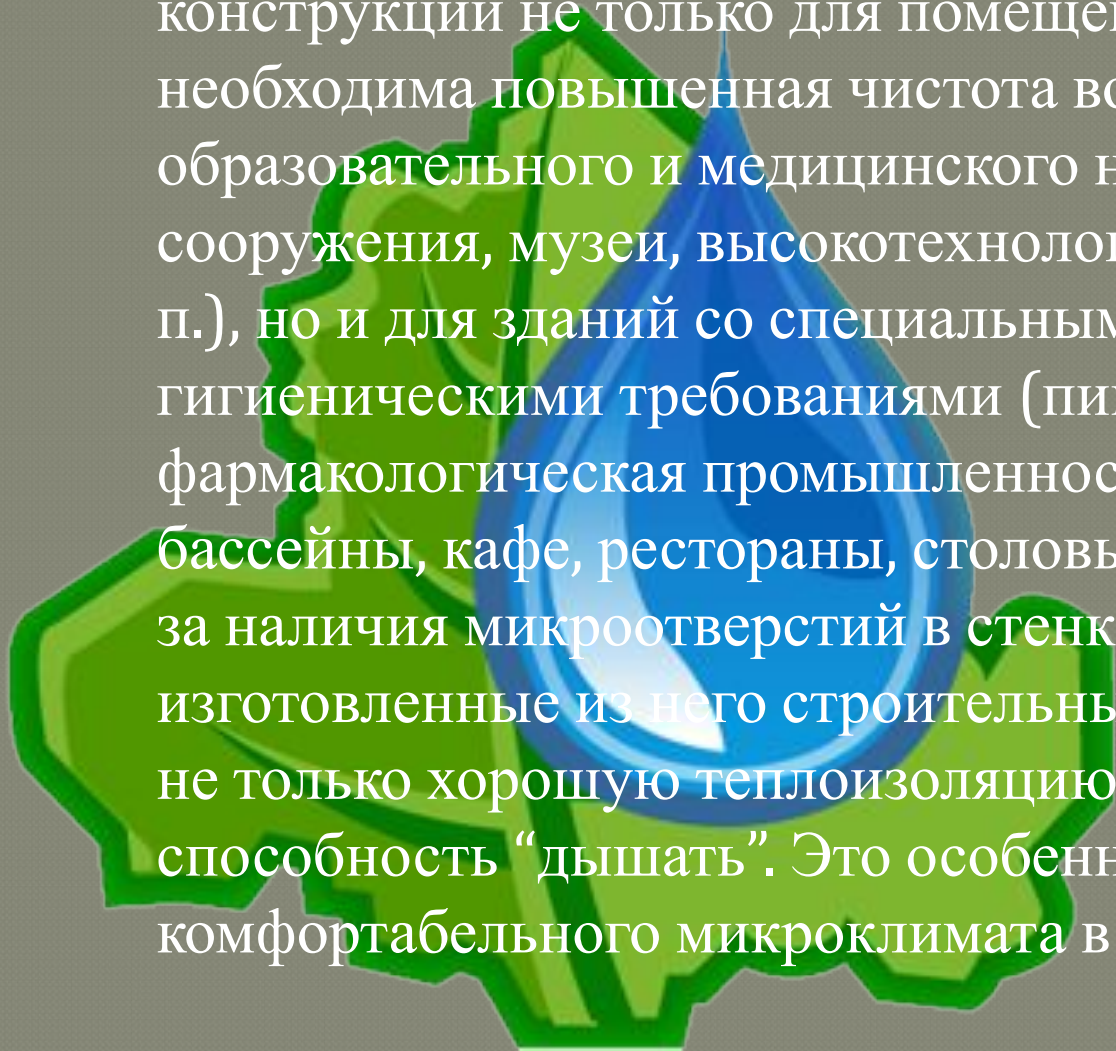 конструкции не только для помещен
необходима повышенная чистота во
образовательного и медицинского н
сооружения, музеи, высокотехнолог
п.), но и для зданий со специальным
гигиеническими требованиями (пищ
фармакологическая промышленнос
бассейны, кафе, рестораны, столовы
за наличия микроотверстий в стенк
изготовленные из него строительны
не только хорошую теплоизоляцию
способность “дышать”. Это особенн
комфортабельного микроклимата в